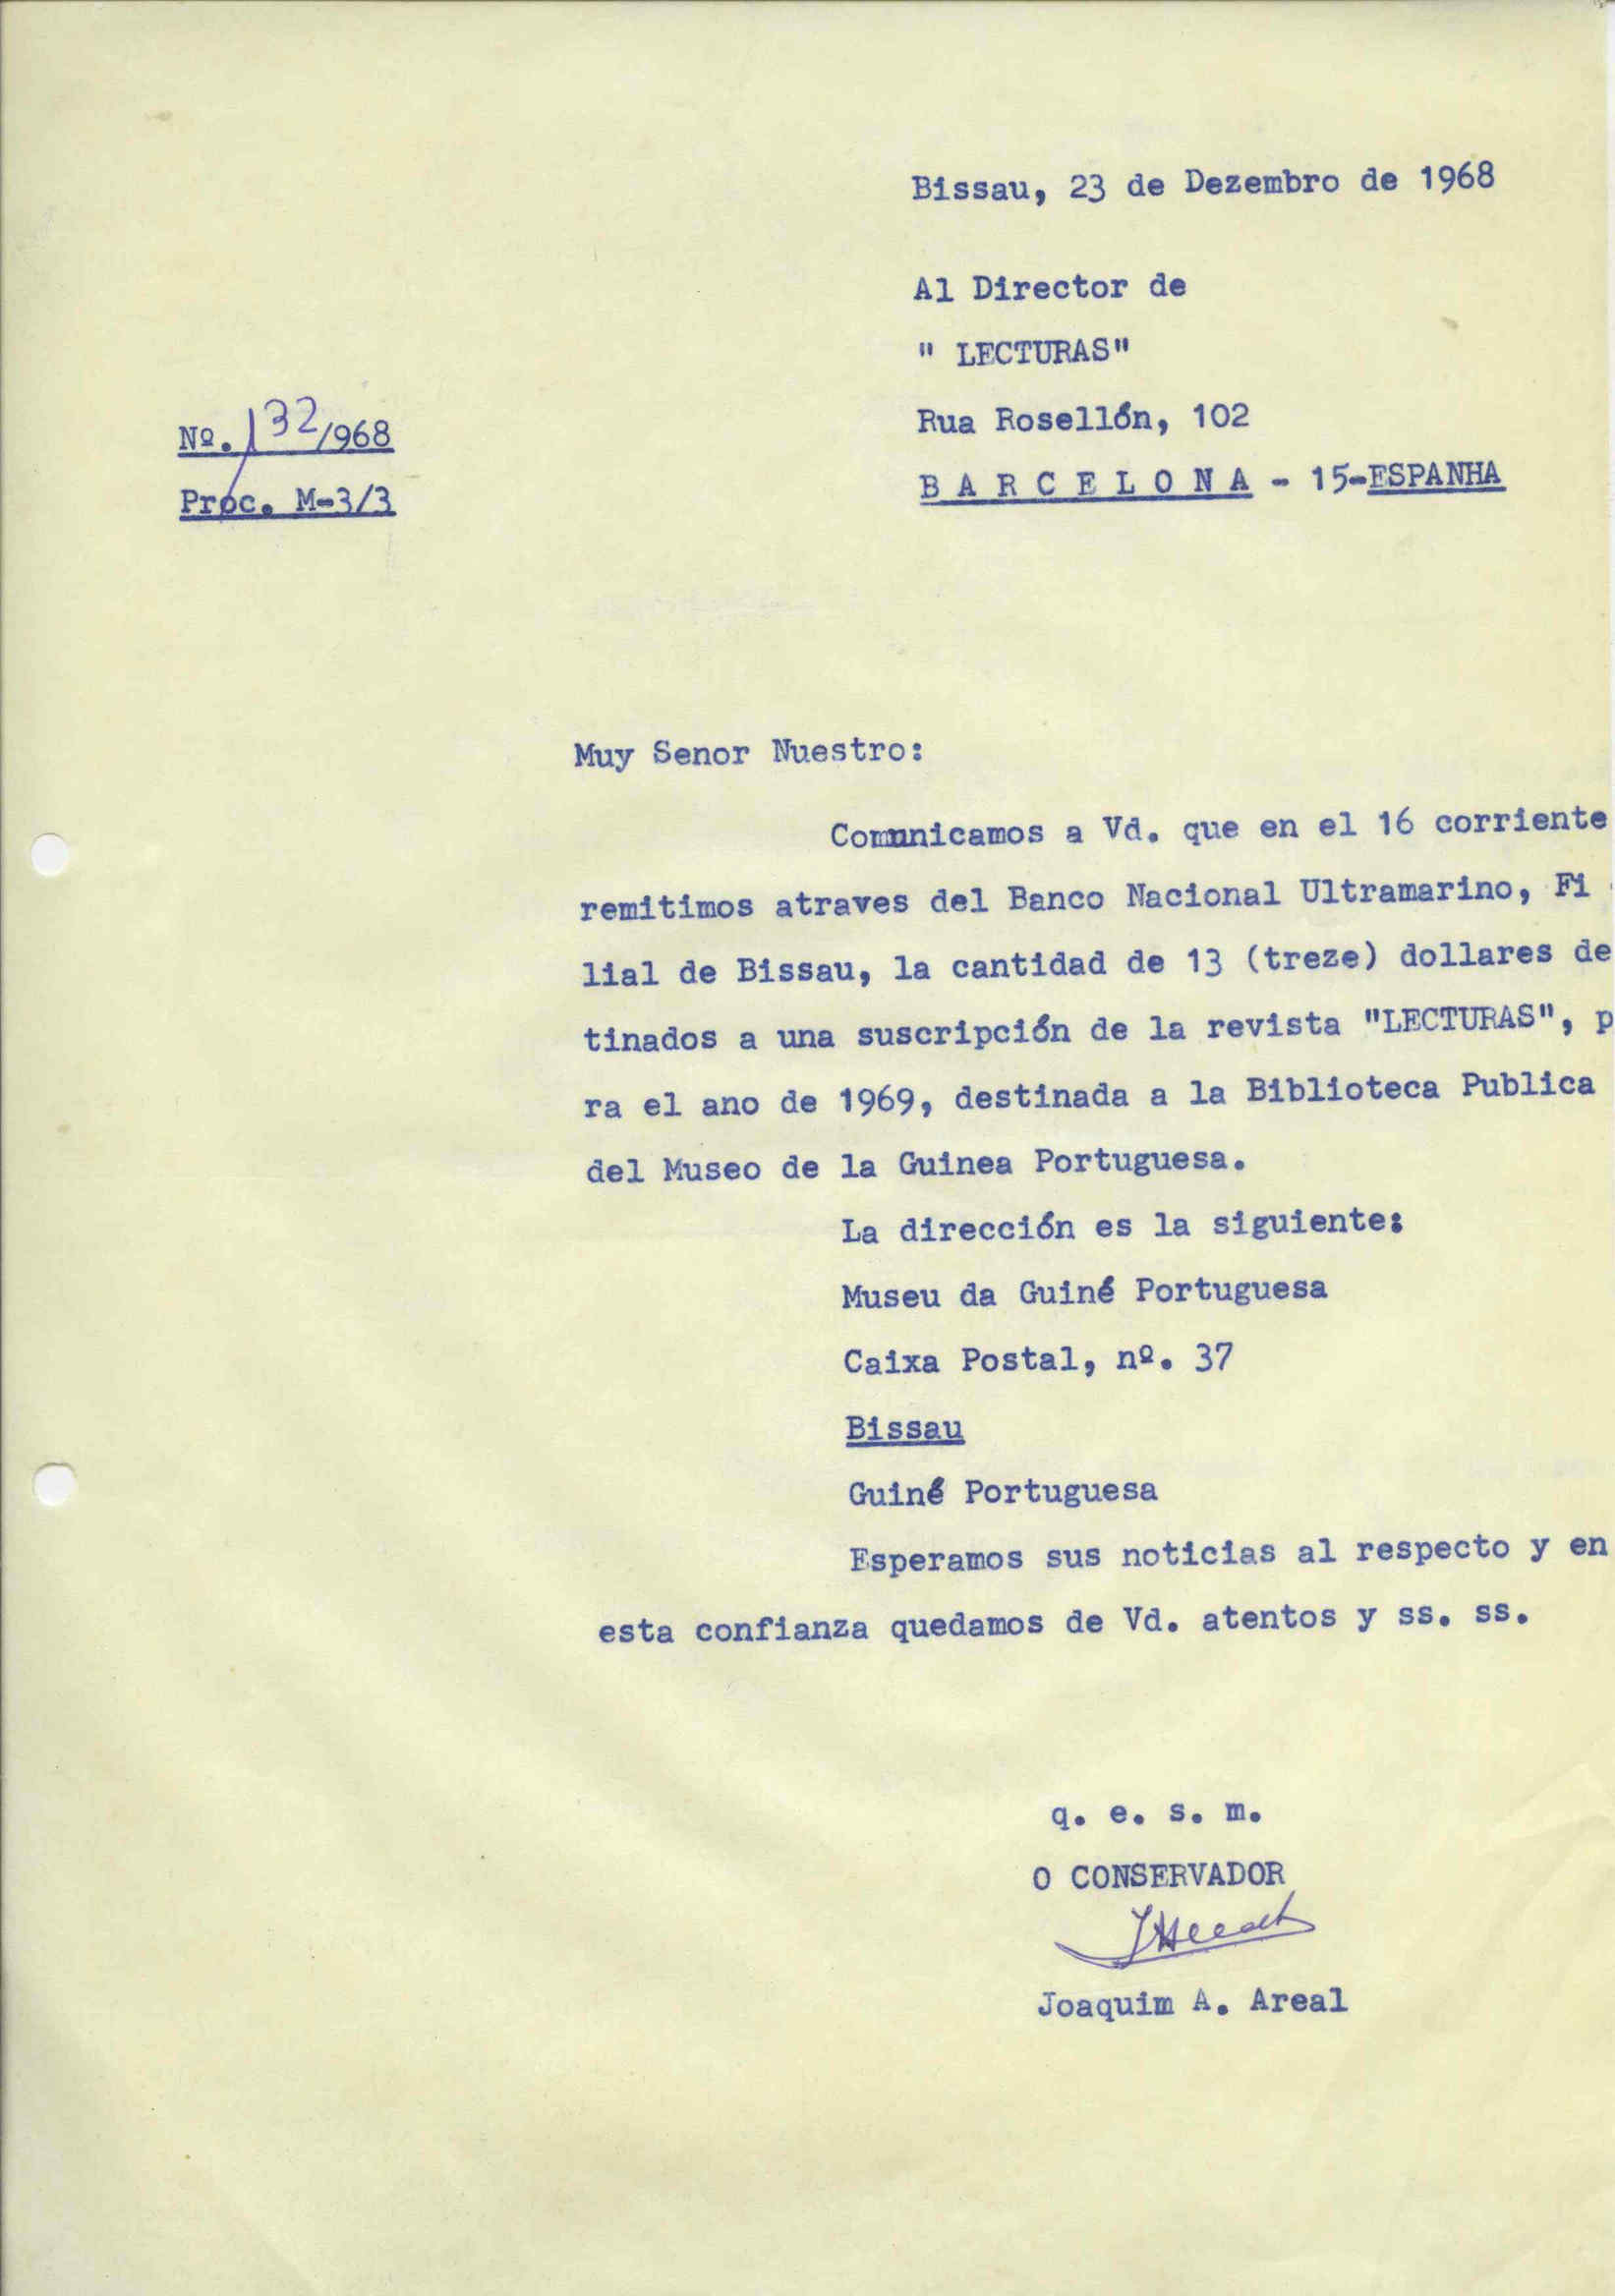 Bissau, 23 de Dezembro de 1968
Al Director de
" LECTURAS"
Rua Rosellón, 102
B A R C E L O N A - 15-ESPANHA
Nº. 132/968
Proc. M-3/3
Muy Senor Nuestro:
Comunicamos a Vd. que en el 16 corriente
remitimos atraves del Banco Nacional Ultramarino, Fi
lial de Bissau, la cantidad de 13 (treze) dollares de
tinados a una suscripción de la revista "LECTURAS", p
ra el ano de 1969, destinada a la Biblioteca Publica
del Museo de la Guinea Portuguesa.
La dirección es la siguiente:
Museu da Guiné Portuguesa
Caixa Postal, nº. 37
Bissau
Guiné Portuguesa
Esperamos sus noticias al respecto y en
esta confianza quedamos de Vd. atentos y ss. ss.
q. e. s. m.
O CONSERVADOR
Joaquim A. Areal